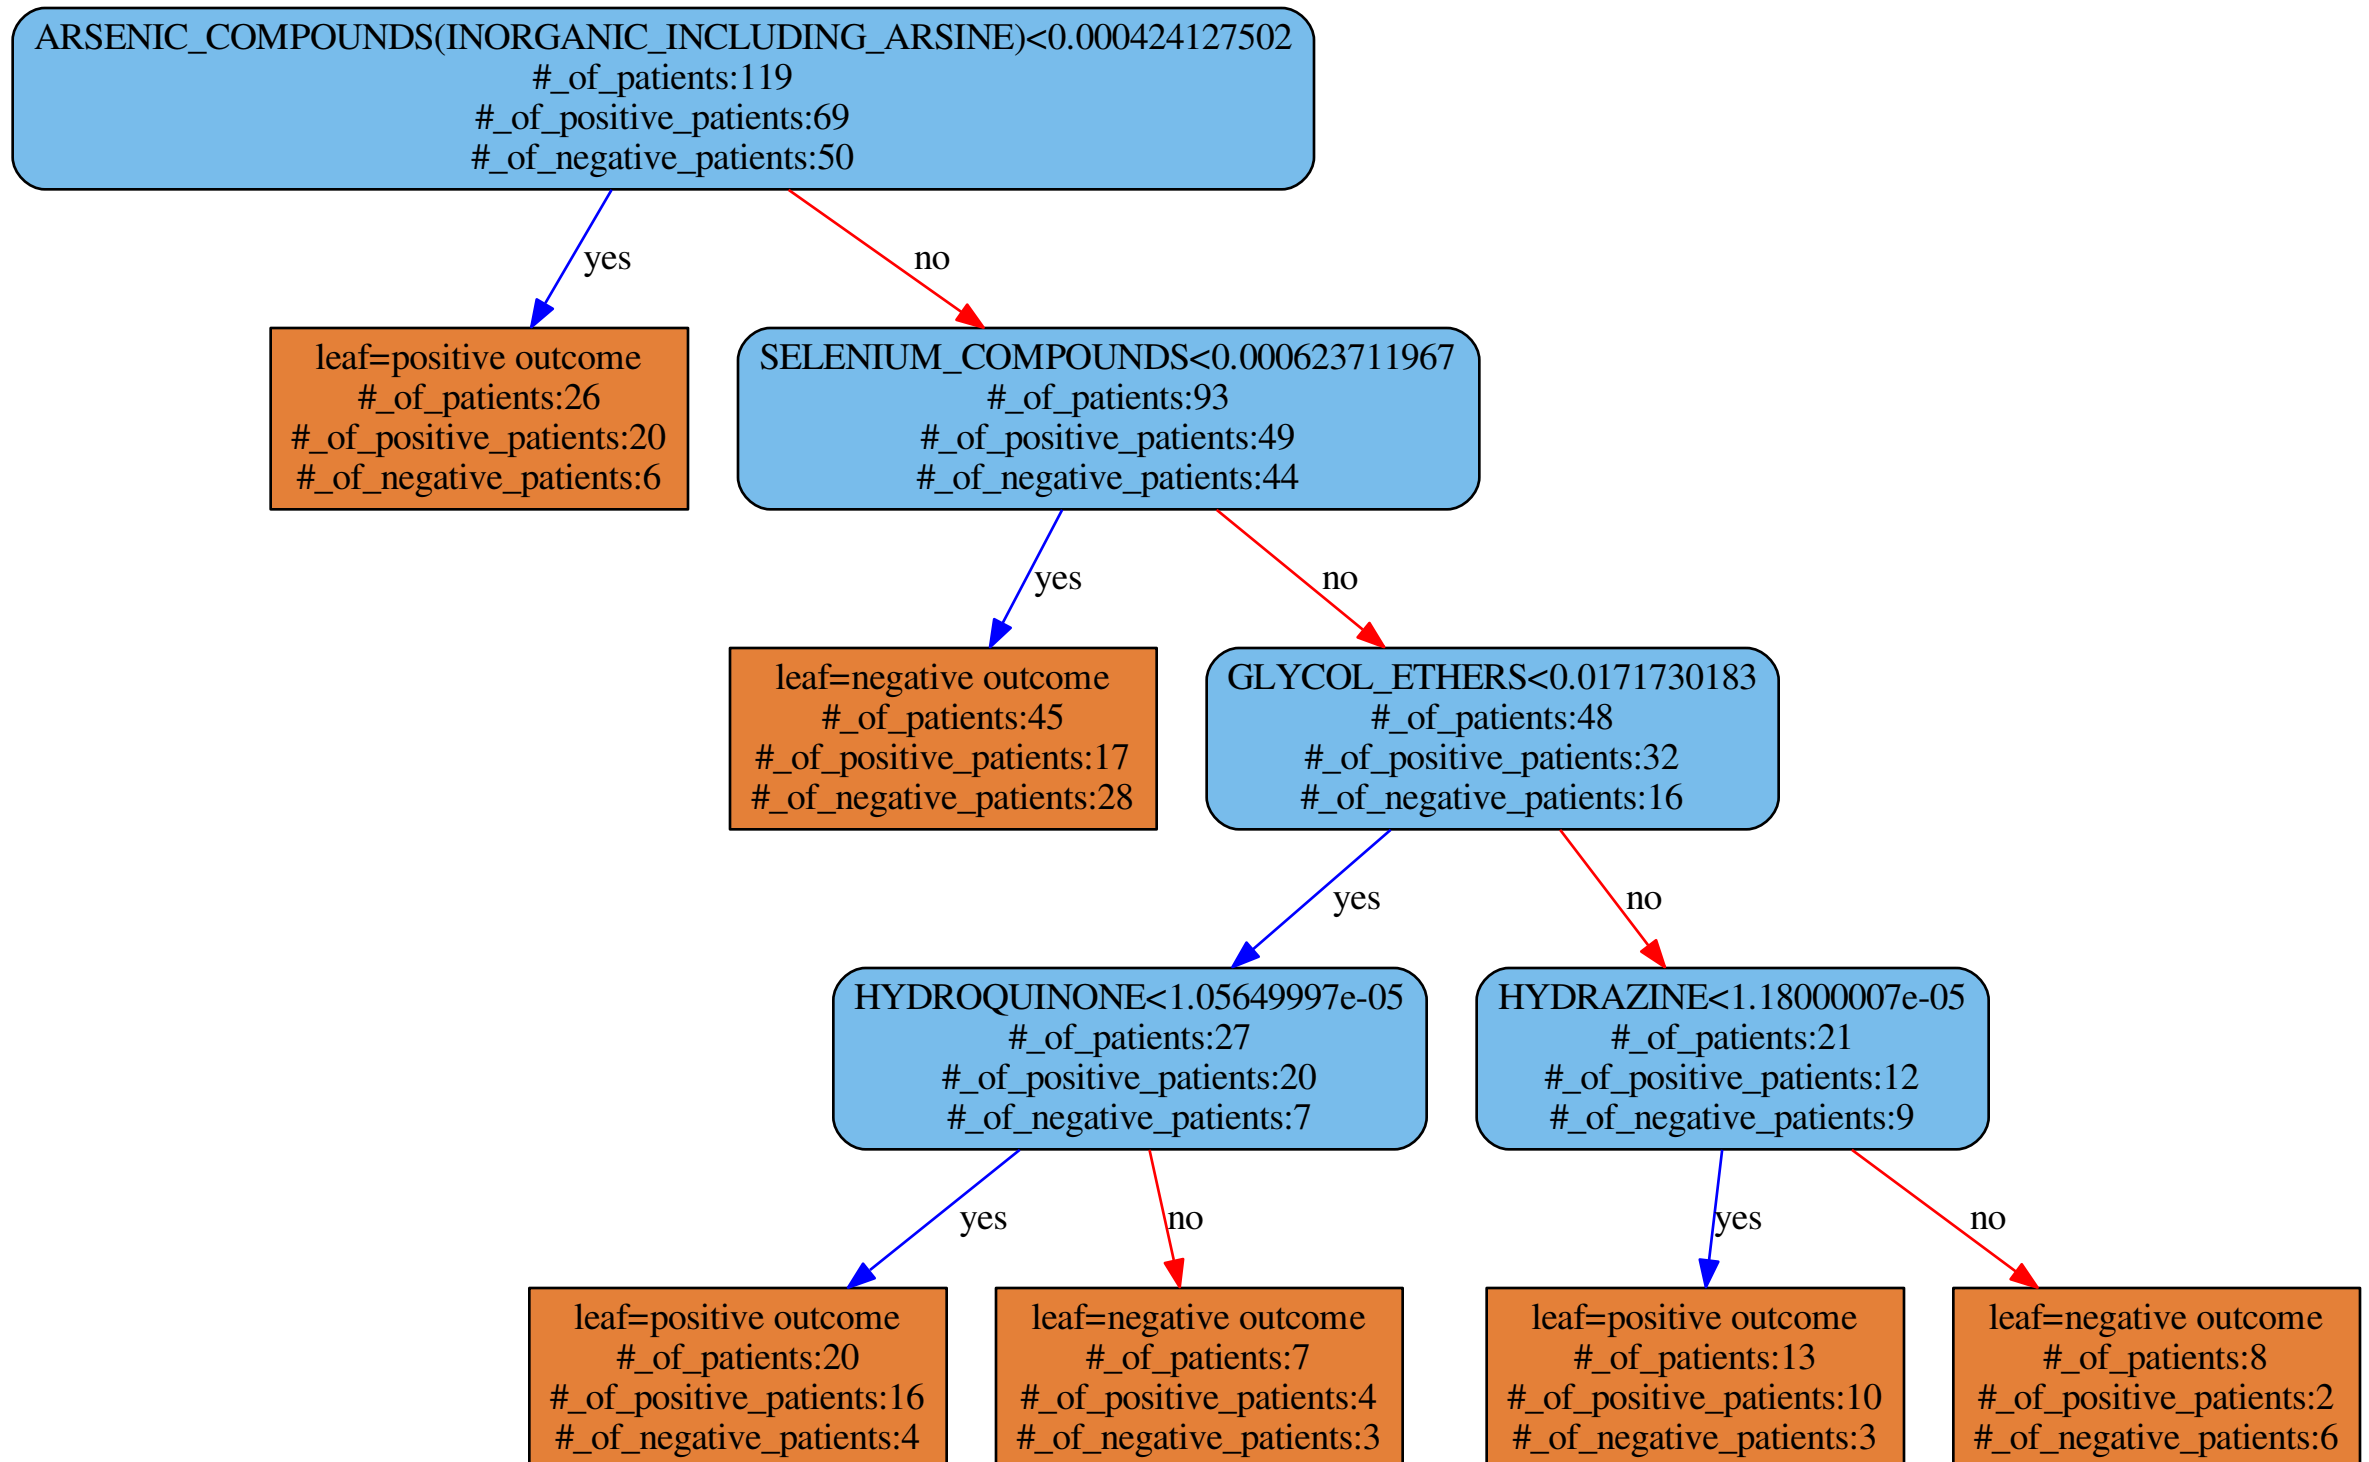 ARSENIC_COMPOUNDS(INORGANIC_INCLUDING_ARSINE)<0.000424127502
#_of_patients:119
#_of_positive_patients:69
#_of_negative_patients:50
yes
no
leaf=positive outcome
#_of_patients:26
#_of_positive_patients:20
#_of_negative_patients:6
SELENIUM_COMPOUNDS<0.000623711967
#_of_patients:93
#_of_positive_patients:49
#_of_negative_patients:44
yes
no
leaf=negative outcome
#_of_patients:45
#_of_positive_patients:17
#_of_negative_patients:28
GLYCOL_ETHERS<0.0171730183
#_of_patients:48
#_of_positive_patients:32
#_of_negative_patients:16
yes
no
HYDROQUINONE<1.05649997e-05
#_of_patients:27
#_of_positive_patients:20
#_of_negative_patients:7
HYDRAZINE<1.18000007e-05
#_of_patients:21
#_of_positive_patients:12
#_of_negative_patients:9
yes
no
yes
no
leaf=positive outcome
#_of_patients:20
#_of_positive_patients:16
#_of_negative_patients:4
leaf=negative outcome
#_of_patients:7
#_of_positive_patients:4
#_of_negative_patients:3
leaf=positive outcome
#_of_patients:13
#_of_positive_patients:10
#_of_negative_patients:3
leaf=negative outcome
#_of_patients:8
#_of_positive_patients:2
#_of_negative_patients:6